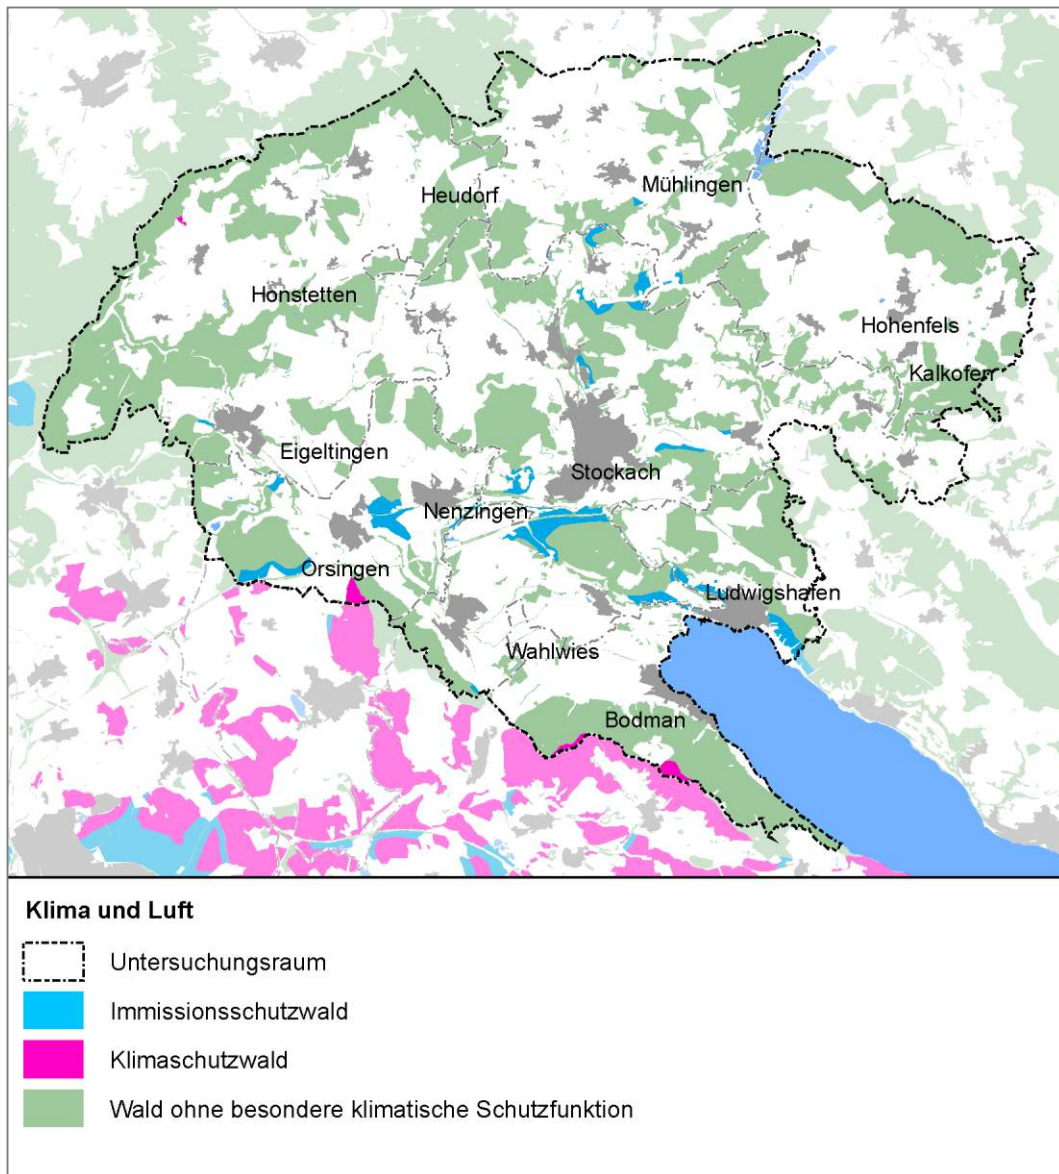 Mühlingen
Heudorf
Honstetten
Hohenfels
Kalkofen
Eigeltingen
Stockach
Nenzingen
Orsingen
Ludwigshafen
Wahlwies
Bodman
Klima und Luft
Untersuchungsraum
Immissionsschutzwald
Klimaschutzwald
Wald ohne besondere klimatische Schutzfunktion